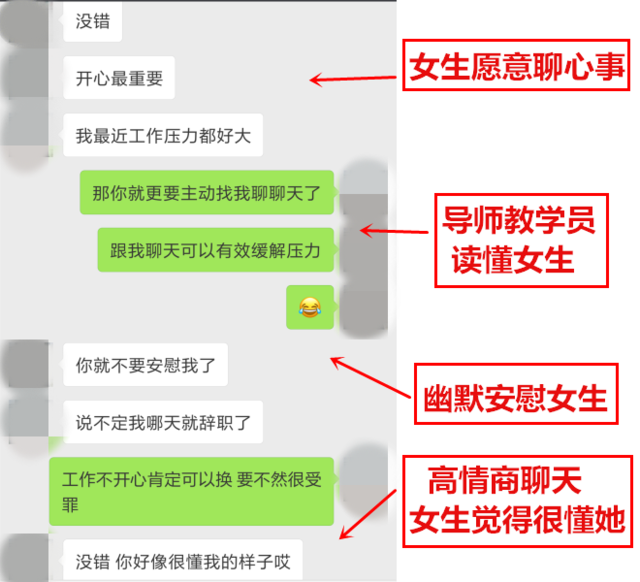 没错
开心最重要
女生愿意聊心事
我最近工作压力都好大
那你就更要主动找我聊聊天了
导师教学员
读懂女生
跟我聊天可以有效缓解压力
你就不要安慰我了
幽默安慰女生
说不定我哪天就辞职了
工作不开心肯定可以换 要不然很受
罪
高情商聊天
女生觉得很懂她
没错 你好像很懂我的样子哎